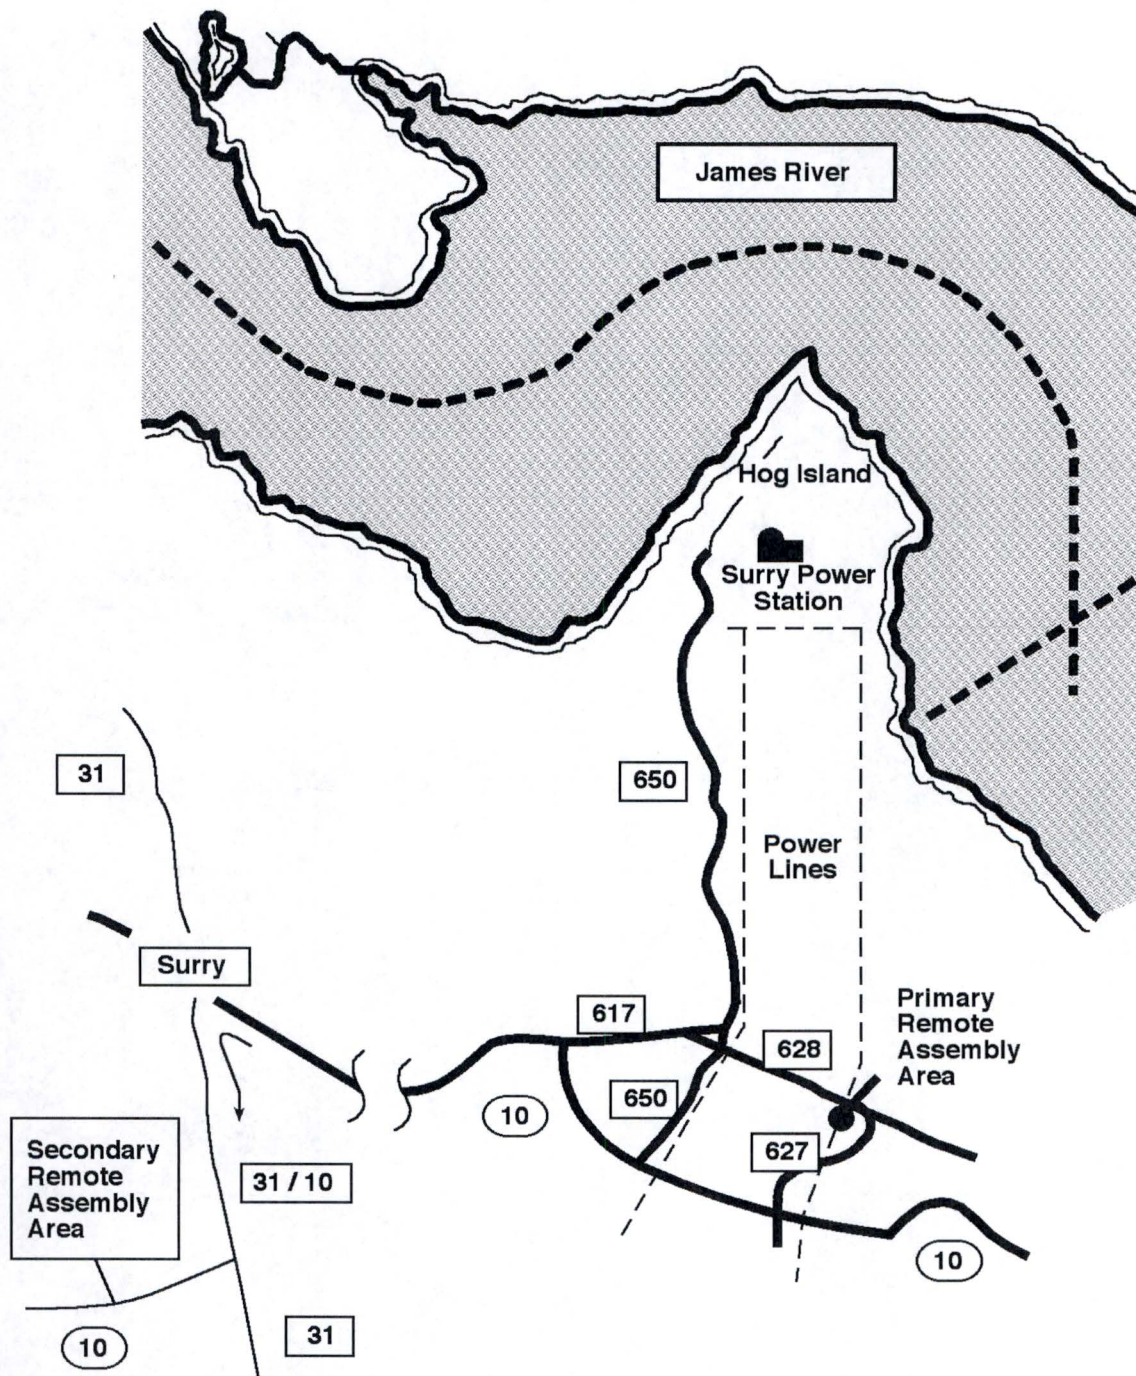 James River
Hog Island
Surry Power
Station
31
650
Power
Lines
Surry
617
Primary
Remote
Assembly
Area
628
650
10
627
Secondary
Remote
Assembly
Area
31 / 10
10
31
10